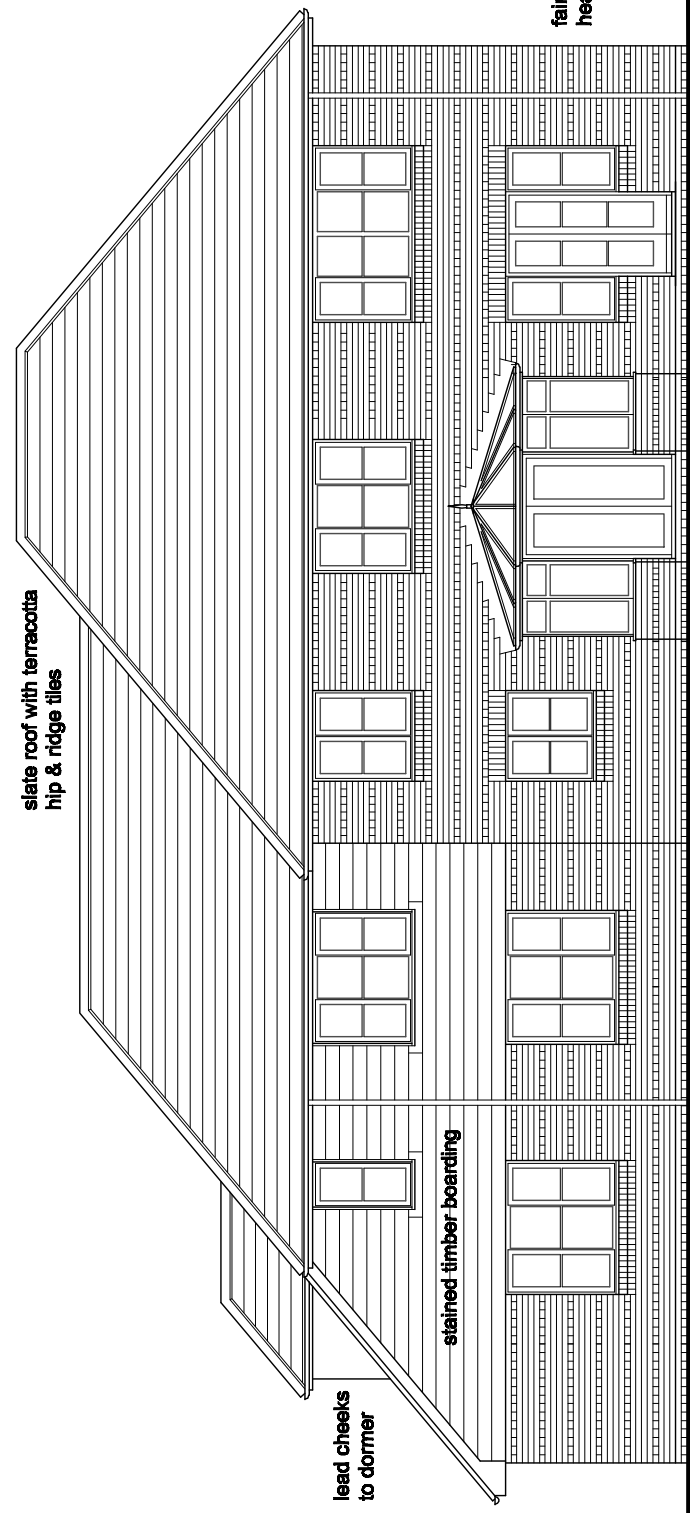 slate roof with terracotta
hip & ridge tiles
lead cheeks
to dormer
stained timber boarding